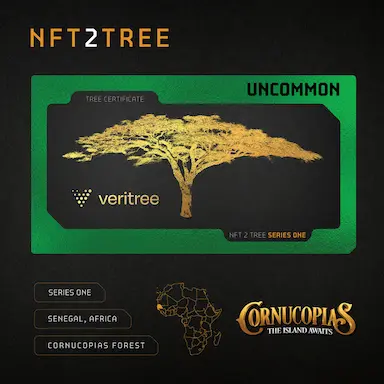 NFT2TREE
UNCOMMON
TREE CERTIFICATE
veritree
NFT 2 TREE SERIES ONE
SERIES ONE
SENEGAL, AFRICA
CORNUCOPIAS FOREST
CORNUCOPIAS
THE ISLAND AWAITS